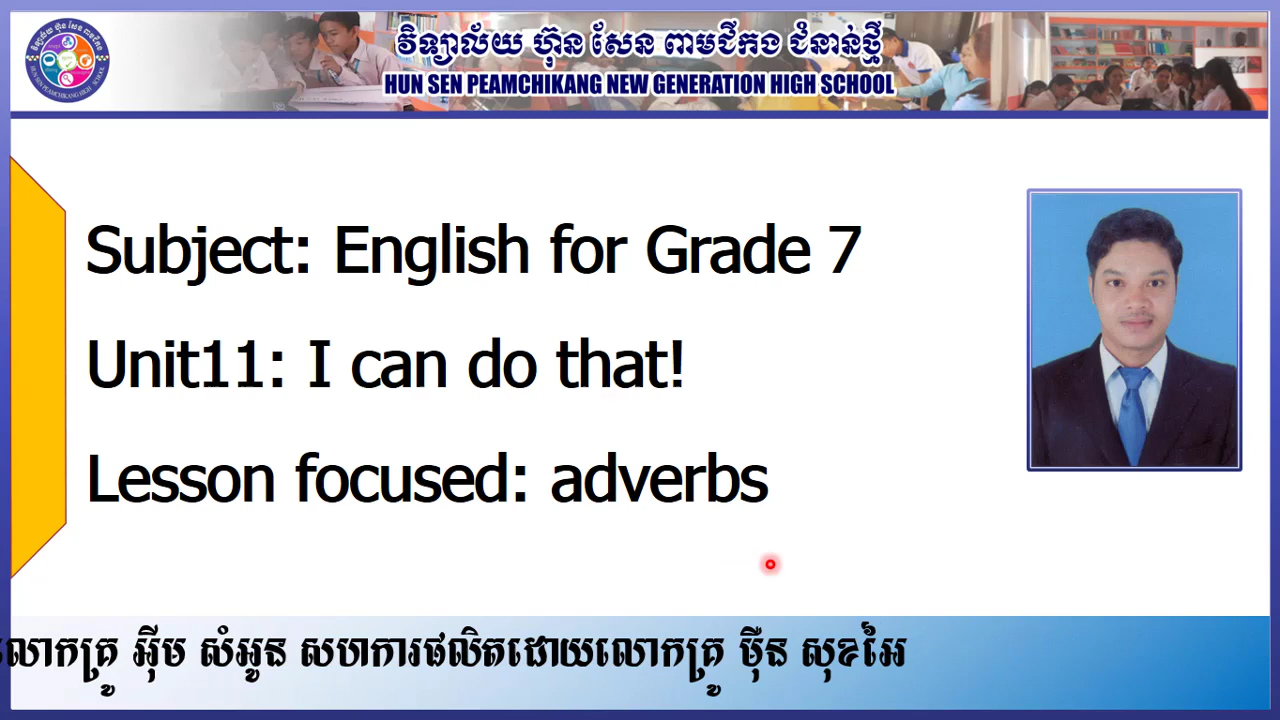 វិទ្យាល័យ ហ៊ុន សែន ពាមជីកង ជំនាន់ថ្មី
HUN SEN PEAMCHIKANG NEW GENERATION HIGH SCHOOL
Subject: English for Grade 7
Unit11: I can do that!
Lesson focused: adverbs
លោកគ្រូ អ៊ីម សំអូន សហការផលិតដោយលោកគ្រូ ម៉ឺន សុខអៃ